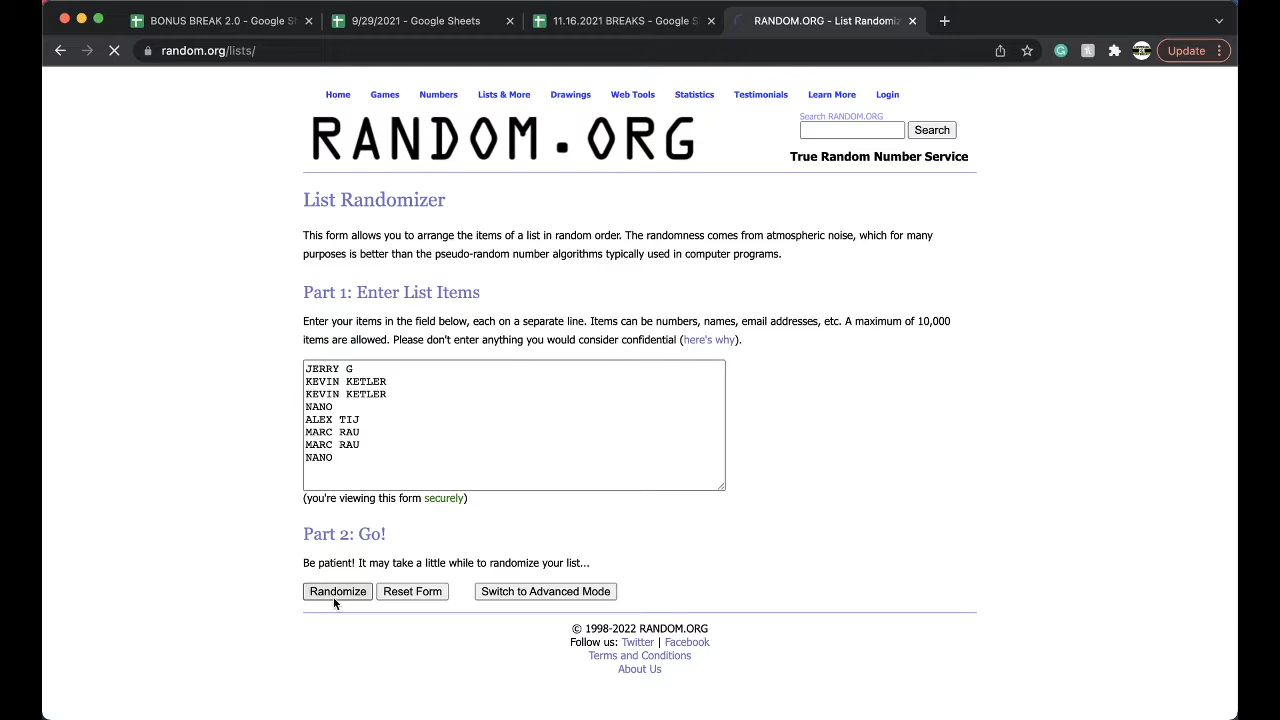 BONUS BREAK 2.0 - Google S
9/29/2021 - Google Sheets
11.16.2021 BREAKS - Google S
RANDOM.ORG - List Randomiz
random.org/lists/
Update
Home Games Numbers Lists & More Drawings Web Tools Statistics Testimonials Learn More Login
RANDOM.ORG
Search RANDOM.ORG
Search
True Random Number Service
List Randomizer
This form allows you to arrange the items of a list in random order. The randomness comes from atmospheric noise, which for many
purposes is better than the pseudo-random number algorithms typically used in computer programs.
Part 1: Enter List Items
Enter your items in the field below, each on a separate line. Items can be numbers, names, email addresses, etc. A maximum of 10,000
items are allowed. Please don't enter anything you would consider confidential (here's why).
JERRY G
KEVIN KETLER
KEVIN KETLER
NANO
ALEX TIJ
MARC RAU
MARC RAU
NANO
(you're viewing this form securely)
Part 2: Go!
Be patient! It may take a little while to randomize your list...
Randomize Reset Form Switch to Advanced Mode
© 1998-2022 RANDOM.ORG
Follow us: Twitter | Facebook
Terms and Conditions
About Us